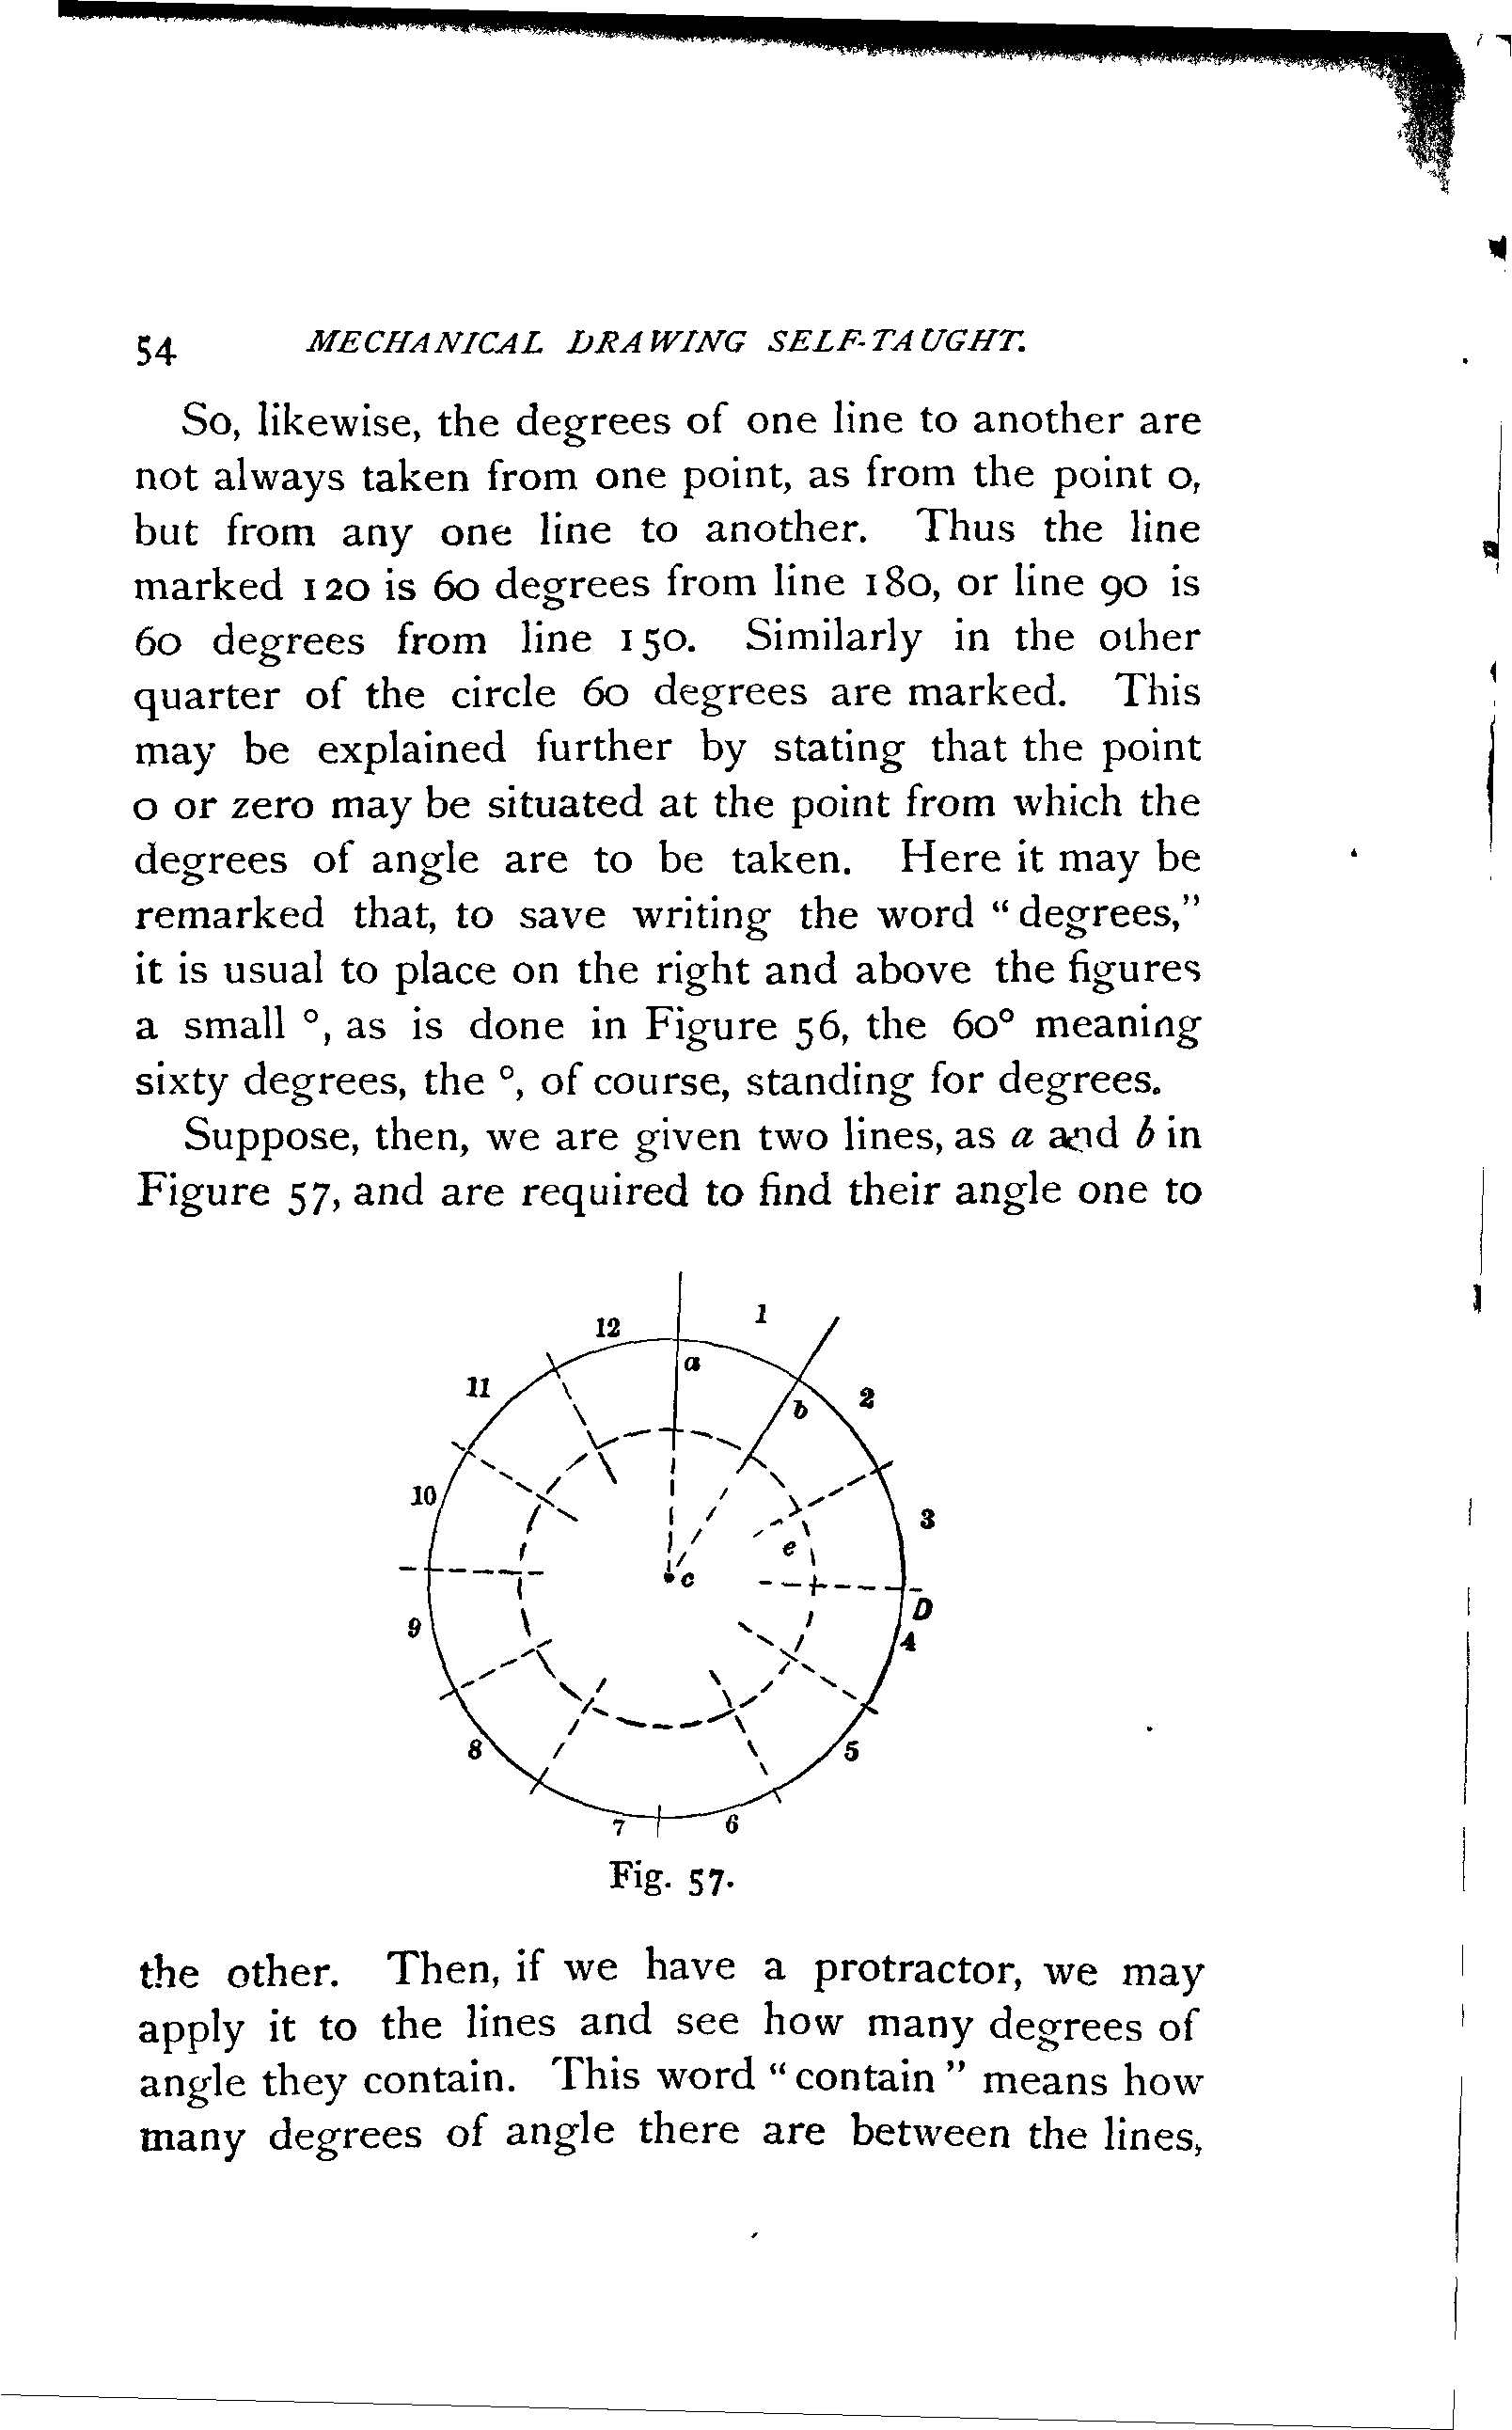 54 MECHANICAL DRAWING SELF-TAUGHT.
So, likewise, the degrees of one line to another are
not always taken from one point, as from the point 0,
but from any one line to another. Thus the line
marked 120 is 60 degrees from line 180, or line 90 is
60 degrees from line 150. Similarly in the other
quarter of the circle 60 degrees are marked. This
may be explained further by stating that the point
0 or zero may be situated at the point from which the
degrees of angle are to be taken. Here it may be
remarked that, to save writing the word "degrees,"
it is usual to place on the right and above the figures
a small °, as is done in Figure 56, the 60° meaning
sixty degrees, the °, of course, standing for degrees.
Suppose, then, we are given two lines, as a and b in
Figure 57, and are required to find their angle one to
12
1
a
11
2
b
10
3
e
c
D
9
4
8
5
7
6
Fig. 57.
the other. Then, if we have a protractor, we may
apply it to the lines and see how many degrees of
angle they contain. This word "contain" means how
many degrees of angle there are between the lines,